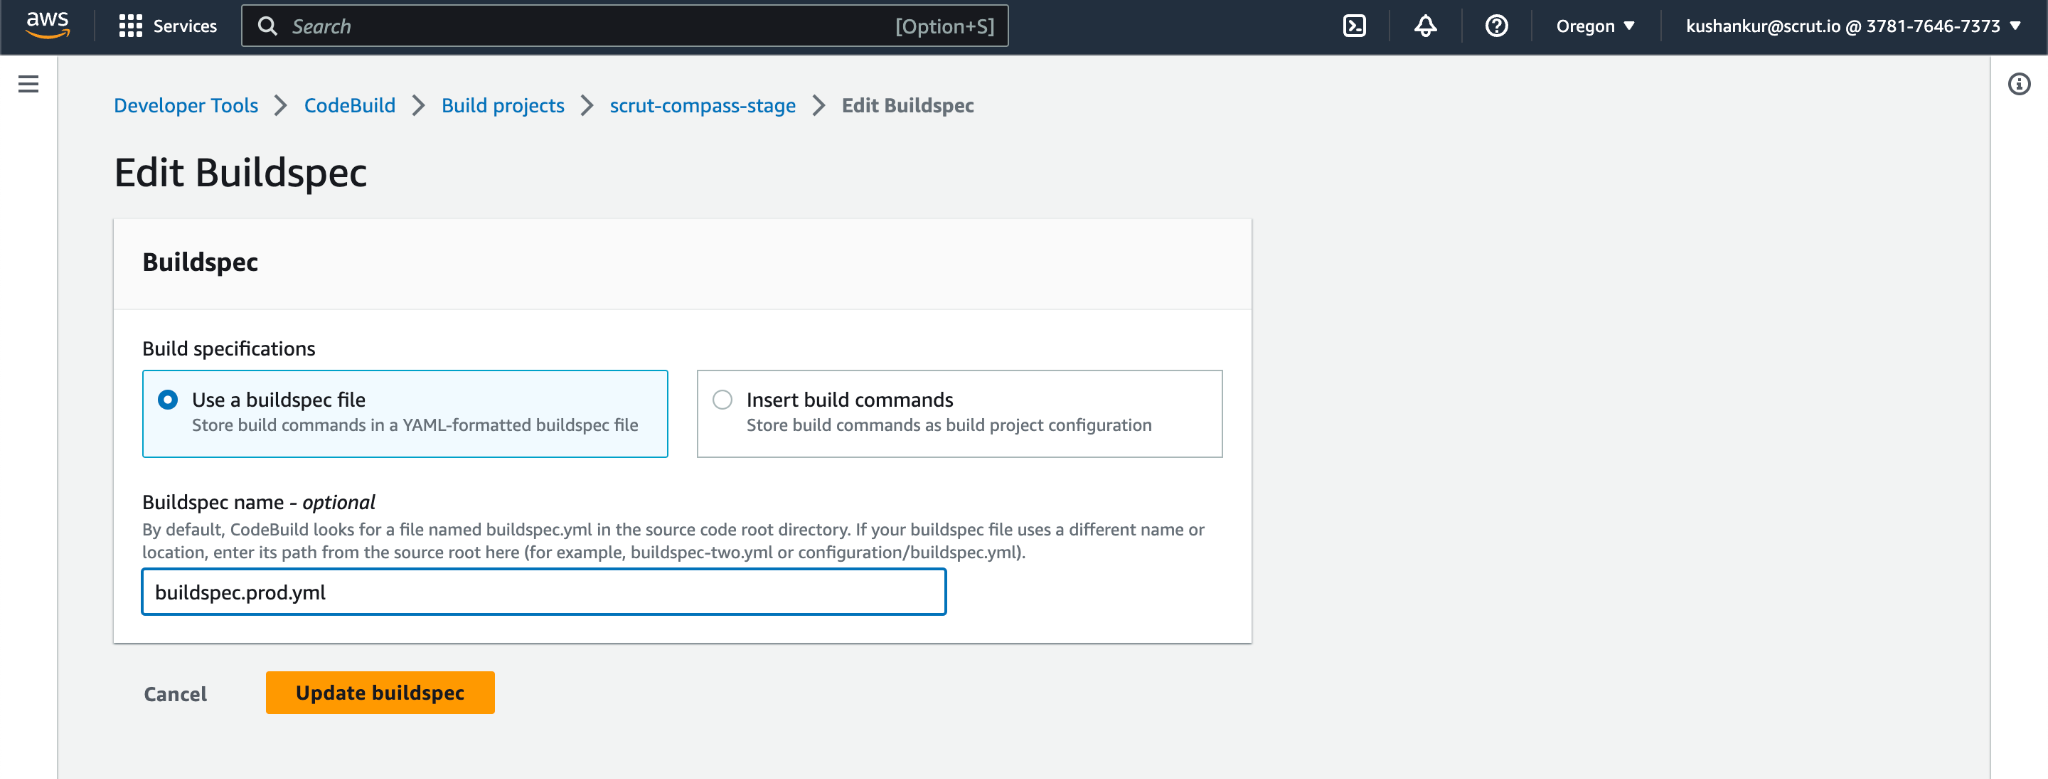 aws Services Search [Option+S] Oregon kushankur@scrut.io @ 3781-7646-7373
Developer Tools CodeBuild Build projects scrut-compass-stage Edit Buildspec
Edit Buildspec
Buildspec
Build specifications
Use a buildspec file
Store build commands in a YAML-formatted buildspec file
Insert build commands
Store build commands as build project configuration
Buildspec name - optional
By default, CodeBuild looks for a file named buildspec.yml in the source code root directory. If your buildspec file uses a different name or
location, enter its path from the source root here (for example, buildspec-two.yml or configuration/buildspec.yml).
buildspec.prod.yml
Cancel Update buildspec